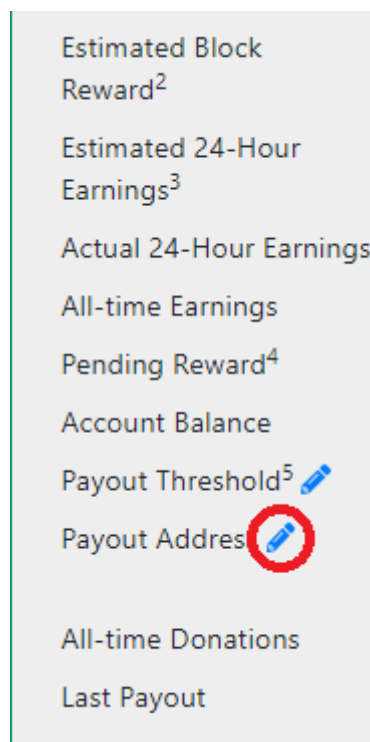 Estimated Block
Reward²
Estimated 24-Hour
Earnings³
Actual 24-Hour Earnings
All-time Earnings
Pending Reward⁴
Account Balance
Payout Threshold⁵
Payout Addres
All-time Donations
Last Payout